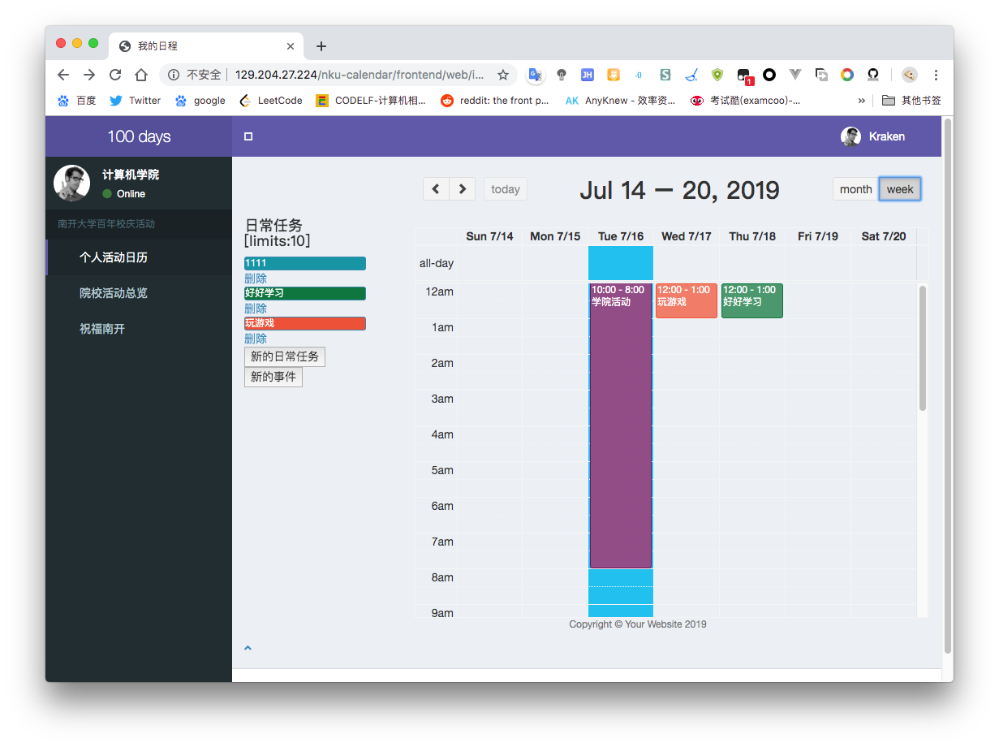 我的日程
不安全 | 129.204.27.224/nku-calendar/frontend/web/i...
JH
1
百度
Twitter
google
LeetCode
CODELF-计算机相...
reddit: the front p...
AK
AnyKnew - 效率资...
考试酷(examcoo)-...
»
其他书签
100 days
Kraken
计算机学院
Online
南开大学百年校庆活动
个人活动日历
院校活动总览
祝福南开
today
Jul 14 — 20, 2019
month
week
日常任务
[limits:10]
1111
删除
好好学习
删除
玩游戏
删除
新的日常任务
新的事件
Sun 7/14
Mon 7/15
Tue 7/16
Wed 7/17
Thu 7/18
Fri 7/19
Sat 7/20
all-day
12am
10:00 - 8:00
学院活动
12:00 - 1:00
玩游戏
12:00 - 1:00
好好学习
1am
2am
3am
4am
5am
6am
7am
8am
9am
Copyright © Your Website 2019